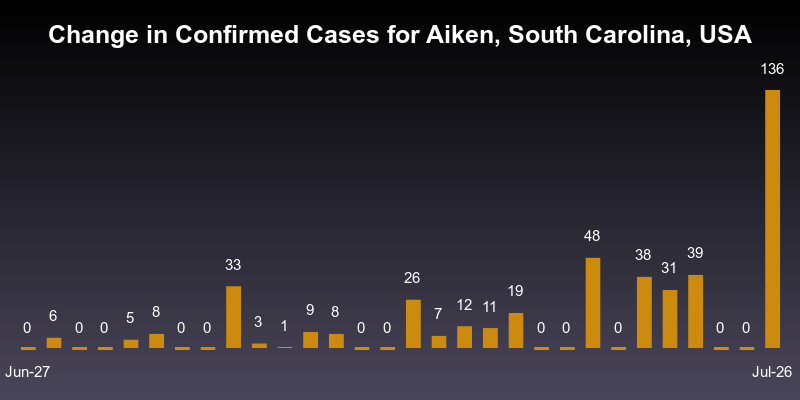 Change in Confirmed Cases for Aiken, South Carolina, USA
0 6 0 0 5 8 0 0 33 3 1 9 8 0 0 26 7 12 11 19 0 0 48 0 38 31 39 0 0 136
Jun-27 Jul-26